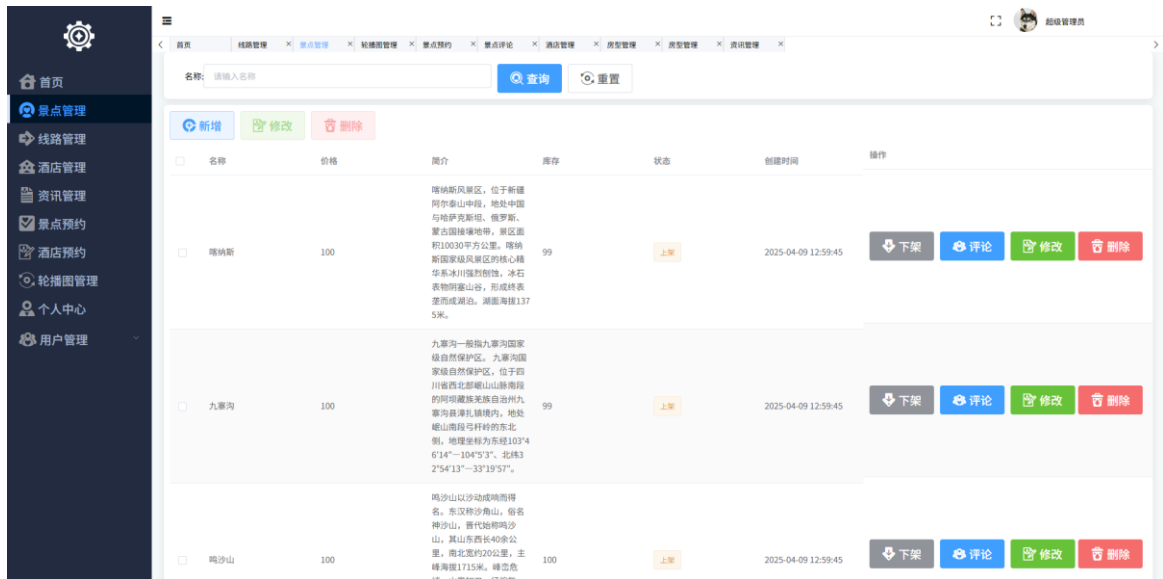 超级管理员
首页 线路管理 × 景点管理 × 轮播图管理 × 景点预约 × 景点评论 × 酒店管理 × 房型管理 × 房型管理 × 资讯管理 ×
首页
景点管理
线路管理
酒店管理
资讯管理
景点预约
酒店预约
轮播图管理
个人中心
用户管理
名称: 请输入名称 查询 重置
新增 修改 删除
名称 价格 简介 库存 状态 创建时间 操作
喀纳斯风景区，位于新疆
阿尔泰山中段，地处中国
与哈萨克斯坦、俄罗斯、
蒙古国接壤地带，景区面
积10030平方公里。喀纳
斯国家级风景区的核心精
华系冰川强烈刨蚀，冰石
表物阴塞山谷，形成终表
垄而成湖泊。湖面海拔137
5米。
喀纳斯 100 99 上架 2025-04-09 12:59:45 下架 评论 修改 删除
九寨沟一般指九寨沟国家
级自然保护区。 九寨沟国
家级自然保护区，位于四
川省西北部岷山山脉南段
的阿坝藏族羌族自治州九
寨沟县漳扎镇境内，地处
岷山南段弓杆岭的东北
侧，地理坐标为东经103°4
6'14"－104°5'3"、北纬3
2°54'13"－33°19'57"。
九寨沟 100 99 上架 2025-04-09 12:59:45 下架 评论 修改 删除
鸣沙山以沙动成响而得
名。东汉称沙角山，俗名
神沙山，晋代始称鸣沙
山，其山东西长40余公
里，南北宽约20公里，主
峰海拔1715米。峰峦危
鸣沙山 100 100 上架 2025-04-09 12:59:45 下架 评论 修改 删除